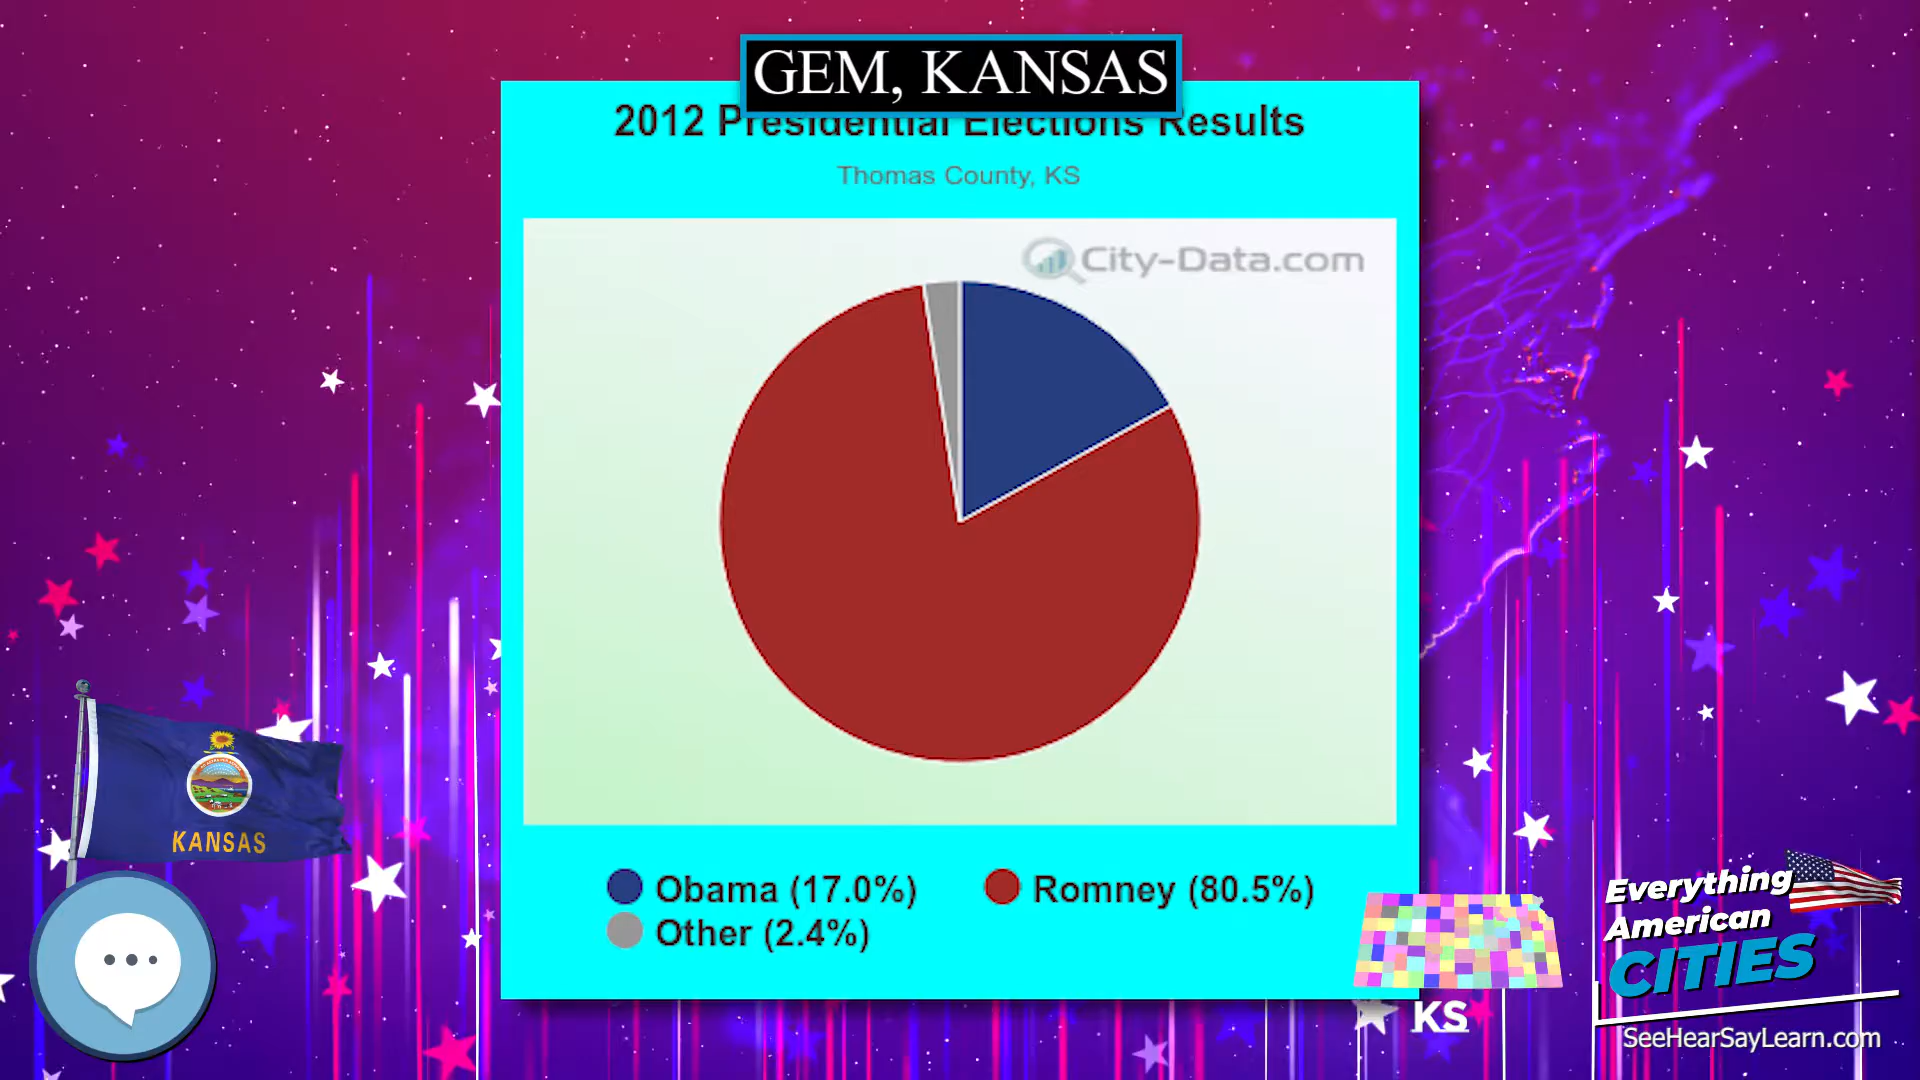 GEM, KANSAS
2012 Presidential Elections Results
Thomas County, KS
City-Data.com
Obama (17.0%)
Romney (80.5%)
Other (2.4%)
KANSAS
KS
Everything
American
CITIES
SeeHearSayLearn.com